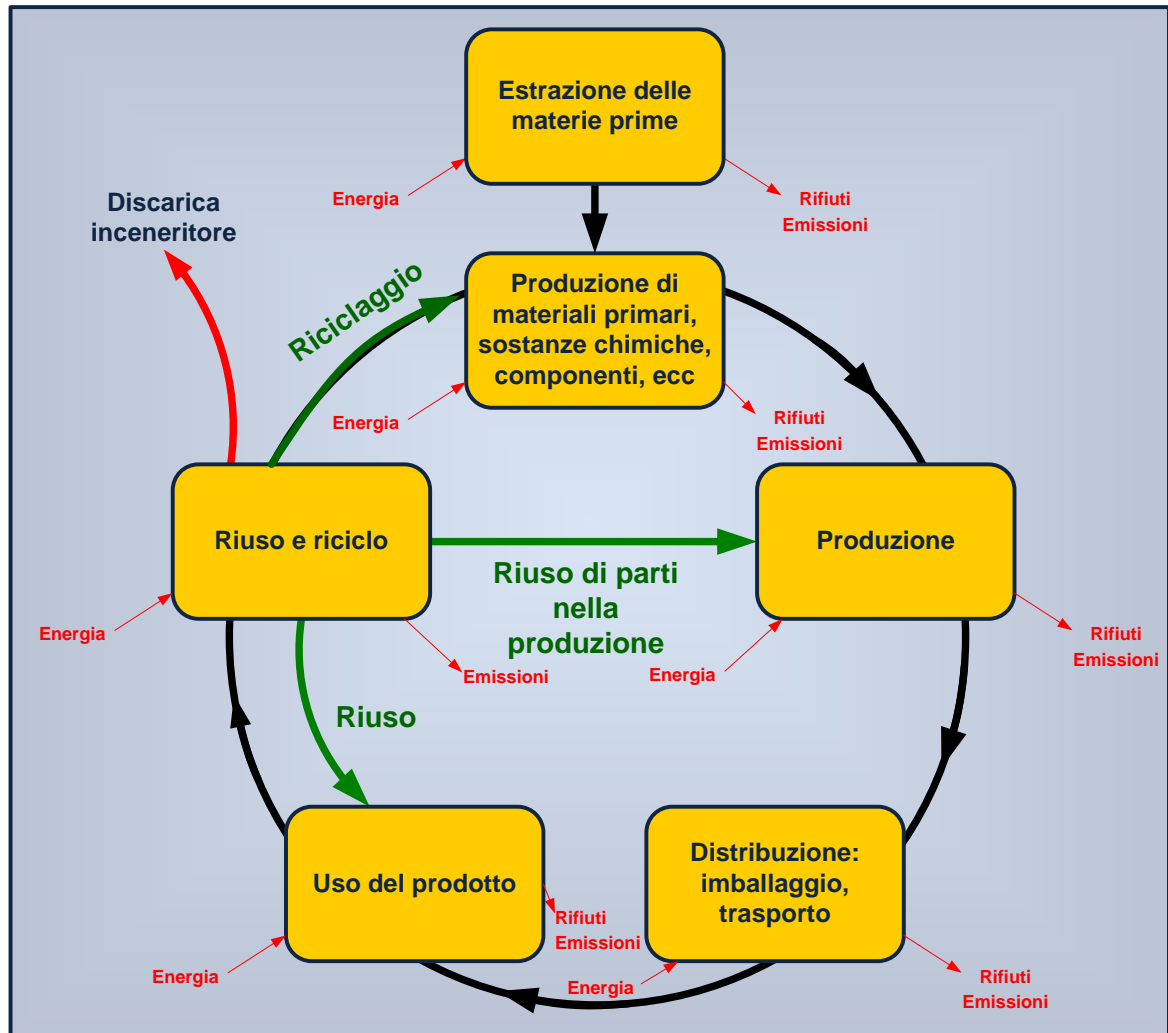 Estrazione delle
materie prime
Energia
Rifiuti
Emissioni
Discarica
inceneritore
Riciclaggio
Produzione di
materiali primari,
sostanze chimiche,
componenti, ecc
Energia
Rifiuti
Emissioni
Riuso e riciclo
Produzione
Riuso di parti
nella
produzione
Energia
Emissioni
Energia
Rifiuti
Emissioni
Riuso
Uso del prodotto
Distribuzione:
imballaggio,
trasporto
Rifiuti
Emissioni
Energia
Energia
Rifiuti
Emissioni